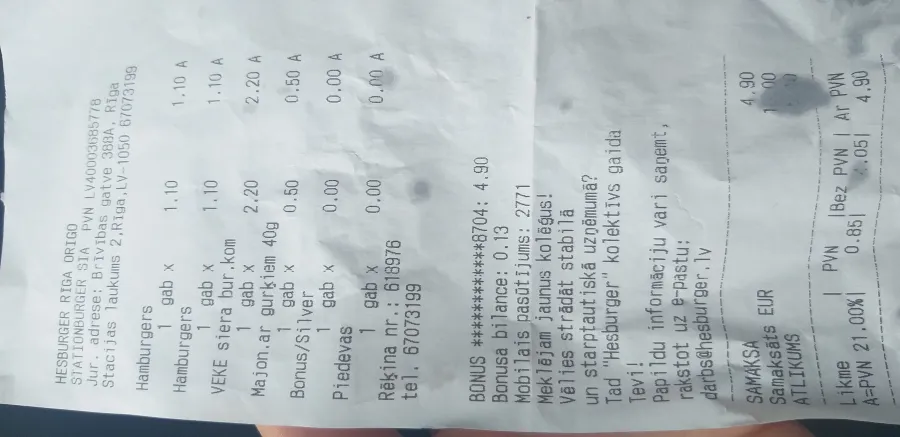 HESBURGER RĪGA ORIGO
STATIONBURGER SIA PVN LV40003685778
Jur. adrese: Brīvības gatve 388A, Rīga
Stacijas laukums 2,Rīga,LV-1050 67073199
Hamburgers
1 gab x 1.10 1.10 A
Hamburgers
1 gab x 1.10 1.10 A
VEKE siera bur.kom
1 gab x 2.20 2.20 A
Majon.ar gurķiem 40g
1 gab x 0.50 0.50 A
Bonus/Silver
1 gab x 0.00 0.00 A
Piedevas
1 gab x 0.00 0.00 A
Rēķina nr.: 618976
tel. 67073199
BONUS ************8704: 4.90
Bonusa bilance: 0.13
Mobilais pasūtījums: 2771
Meklējam jaunus kolēģus!
Vēlies strādāt stabilā
un starptautiskā uzņēmumā?
Tad "Hesburger" kolektīvs gaida
Tevi!
Papildu informāciju vari saņemt,
rakstot uz e-pastu:
darbs@hesburger.lv
SAMAKSA 4.90
Samaksāts EUR
ATLIKUMS
Likme | PVN |Bez PVN | Ar PVN
A=PVN 21,00%| 0.85| 4.05| 4.90